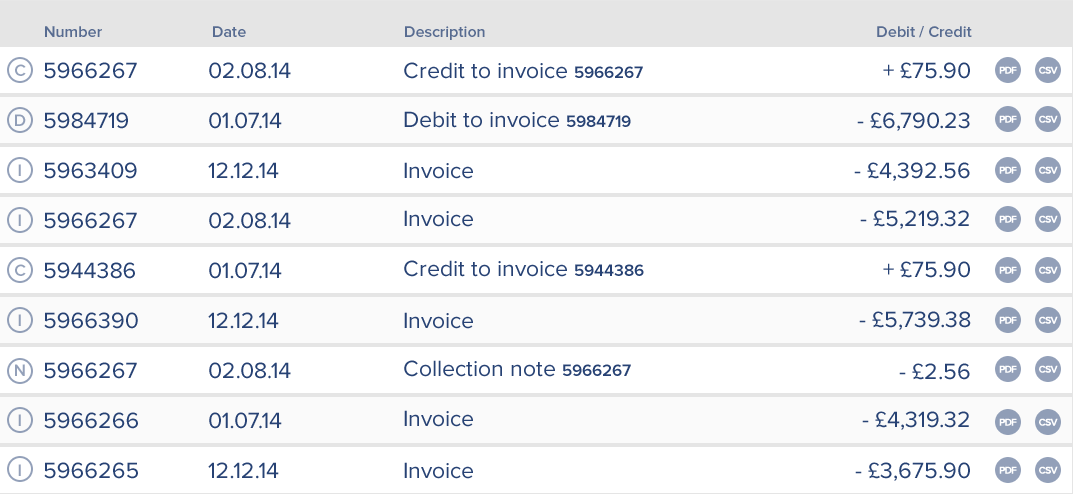 Number Date Description Debit / Credit
C 5966267 02.08.14 Credit to invoice 5966267 + £75.90 PDF CSV
D 5984719 01.07.14 Debit to invoice 5984719 - £6,790.23 PDF CSV
I 5963409 12.12.14 Invoice - £4,392.56 PDF CSV
I 5966267 02.08.14 Invoice - £5,219.32 PDF CSV
C 5944386 01.07.14 Credit to invoice 5944386 + £75.90 PDF CSV
I 5966390 12.12.14 Invoice - £5,739.38 PDF CSV
N 5966267 02.08.14 Collection note 5966267 - £2.56 PDF CSV
I 5966266 01.07.14 Invoice - £4,319.32 PDF CSV
I 5966265 12.12.14 Invoice - £3,675.90 PDF CSV